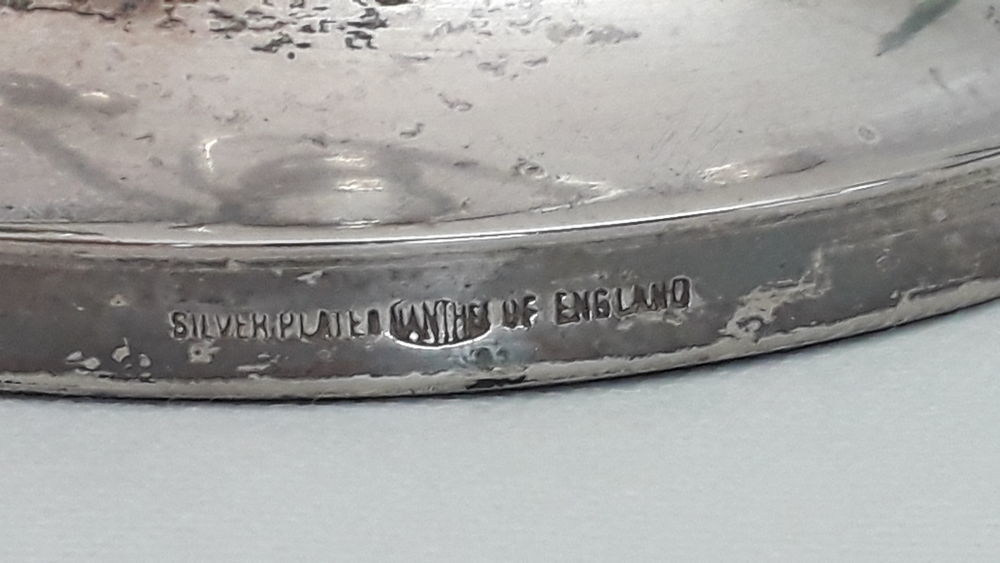 SILVER PLATED IANTHE OF ENGLAND